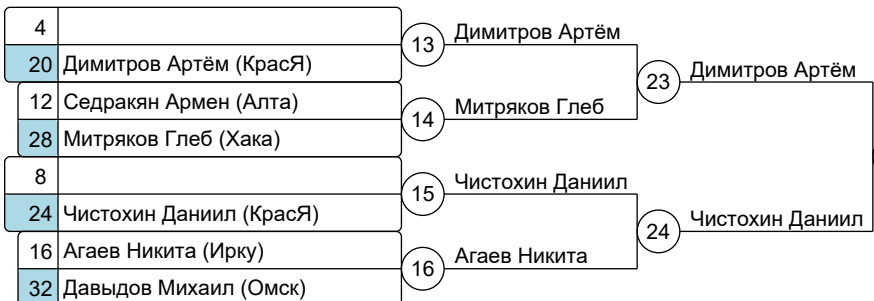 4
20 Димитров Артём (КрасЯ)
12 Седракян Армен (Алта)
28 Митряков Глеб (Хака)
8
24 Чистохин Даниил (КрасЯ)
16 Агаев Никита (Ирку)
32 Давыдов Михаил (Омск)
13 Димитров Артём
14 Митряков Глеб
15 Чистохин Даниил
16 Агаев Никита
23 Димитров Артём
24 Чистохин Даниил